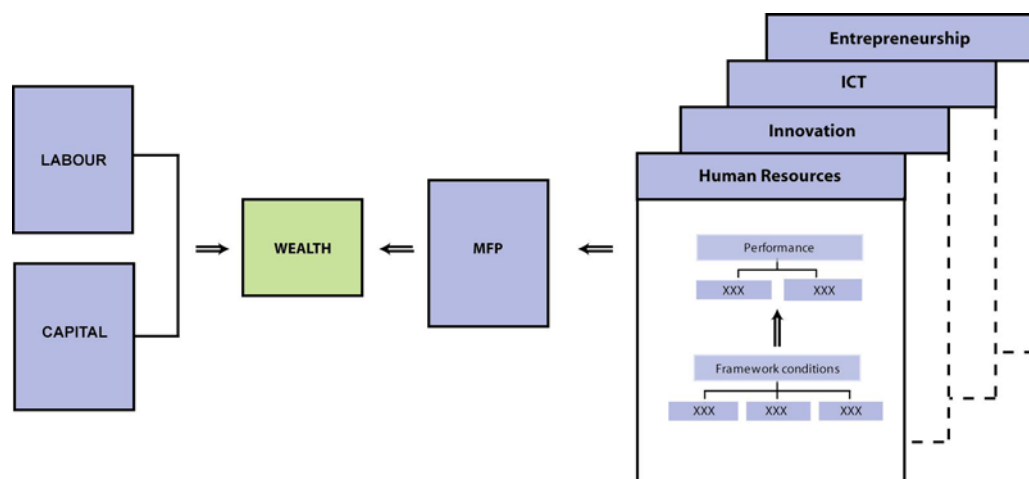 Entrepreneurship
ICT
Innovation
Human Resources
LABOUR
WEALTH
MFP
CAPITAL
Performance
XXX XXX
Framework conditions
XXX XXX XXX